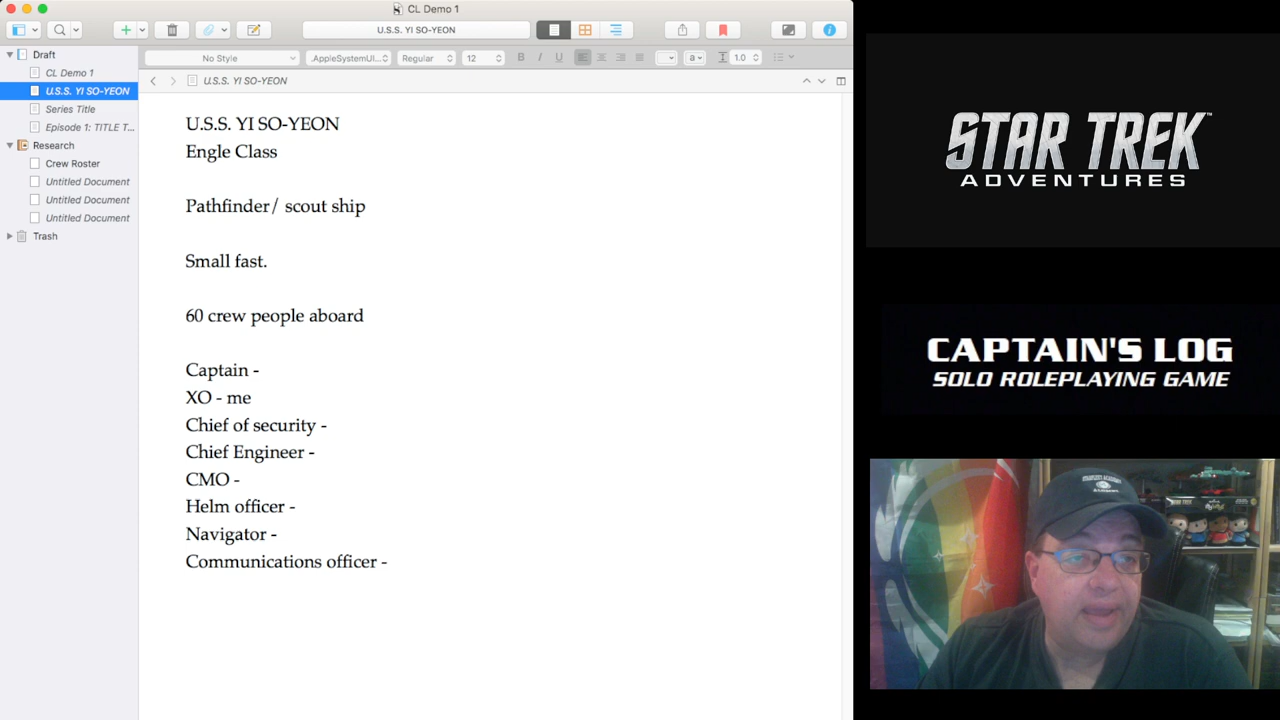 CL Demo 1
U.S.S. YI SO-YEON
No Style
.AppleSystemUI...
Regular
12
B
I
U
a
1.0
Draft
CL Demo 1
U.S.S. YI SO-YEON
Series Title
Episode 1: TITLE T...
Research
Crew Roster
Untitled Document
Untitled Document
Untitled Document
Trash
U.S.S. YI SO-YEON
U.S.S. YI SO-YEON
Engle Class
Pathfinder/ scout ship
Small fast.
60 crew people aboard
Captain -
XO - me
Chief of security -
Chief Engineer -
CMO -
Helm officer -
Navigator -
Communications officer -
STAR TREK™
ADVENTURES
CAPTAIN'S LOG
SOLO ROLEPLAYING GAME